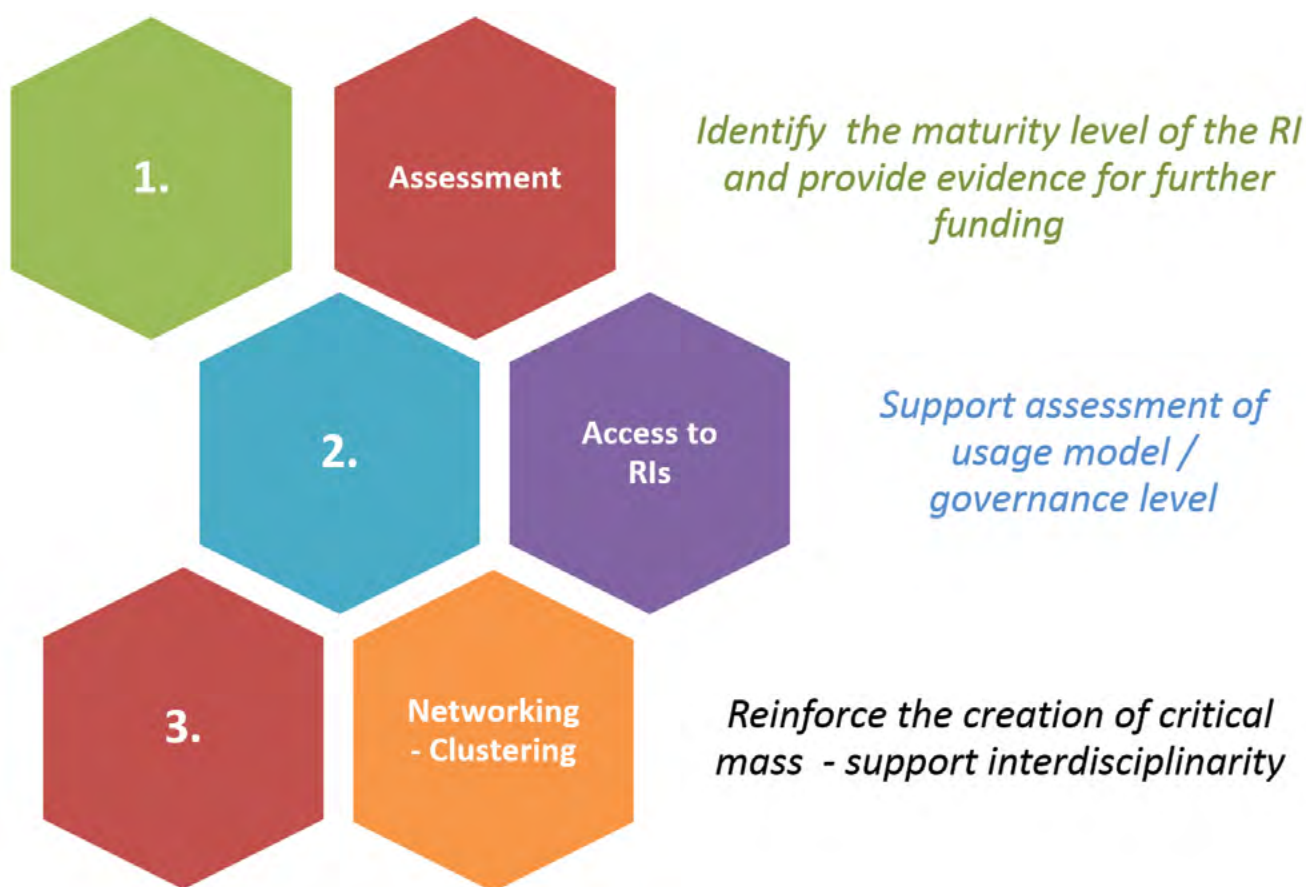 1.
Assessment
Identify  the maturity level of the RI
and provide evidence for further
funding
2.
Access to
RIs
Support assessment of
usage model /
governance level
3.
Networking
- Clustering
Reinforce the creation of critical
mass  - support interdisciplinarity